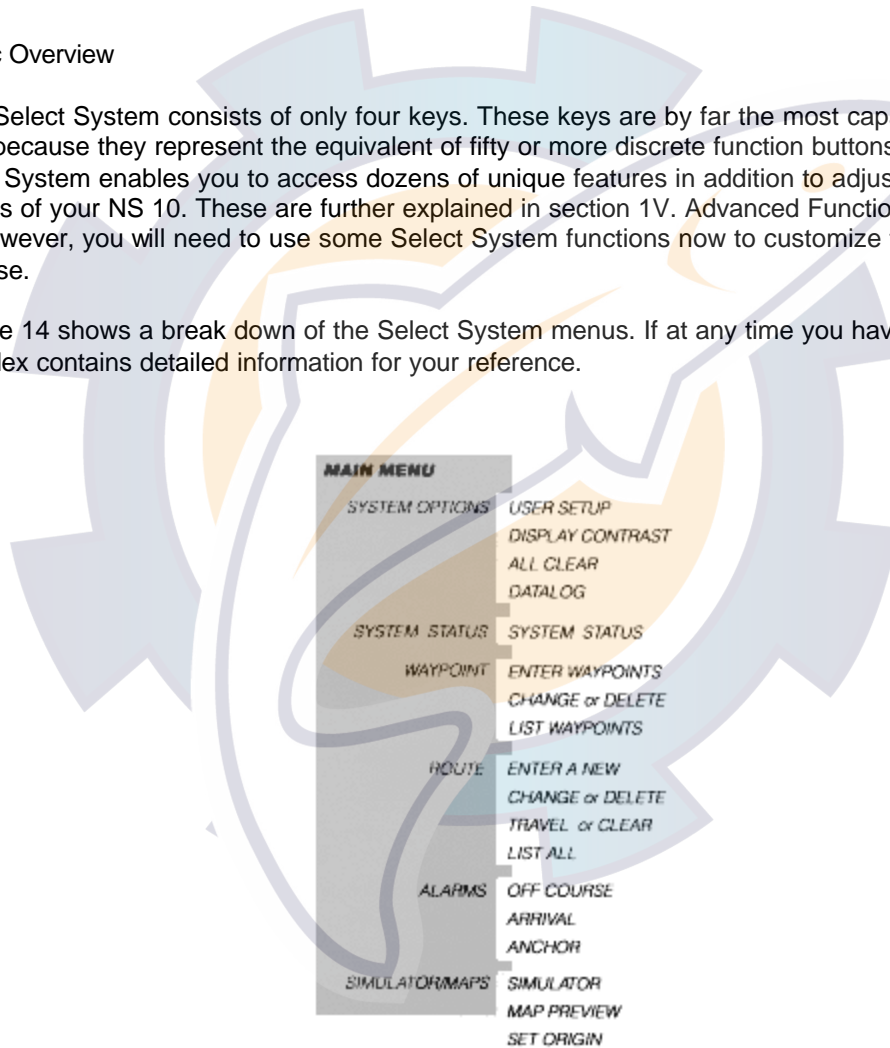 c Overview
Select System consists of only four keys. These keys are by far the most cap
because they represent the equivalent of fifty or more discrete function buttons
System enables you to access dozens of unique features in addition to adjus
s of your NS 10. These are further explained in section 1V. Advanced Functio
wever, you will need to use some Select System functions now to customize
se.
e 14 shows a break down of the Select System menus. If at any time you hav
dex contains detailed information for your reference.
MAIN MENU
SYSTEM OPTIONS USER SETUP
DISPLAY CONTRAST
ALL CLEAR
DATALOG
SYSTEM STATUS SYSTEM STATUS
WAYPOINT ENTER WAYPOINTS
CHANGE or DELETE
LIST WAYPOINTS
ROUTE ENTER A NEW
CHANGE or DELETE
TRAVEL or CLEAR
LIST ALL
ALARMS OFF COURSE
ARRIVAL
ANCHOR
SIMULATOR/MAPS SIMULATOR
MAP PREVIEW
SET ORIGIN